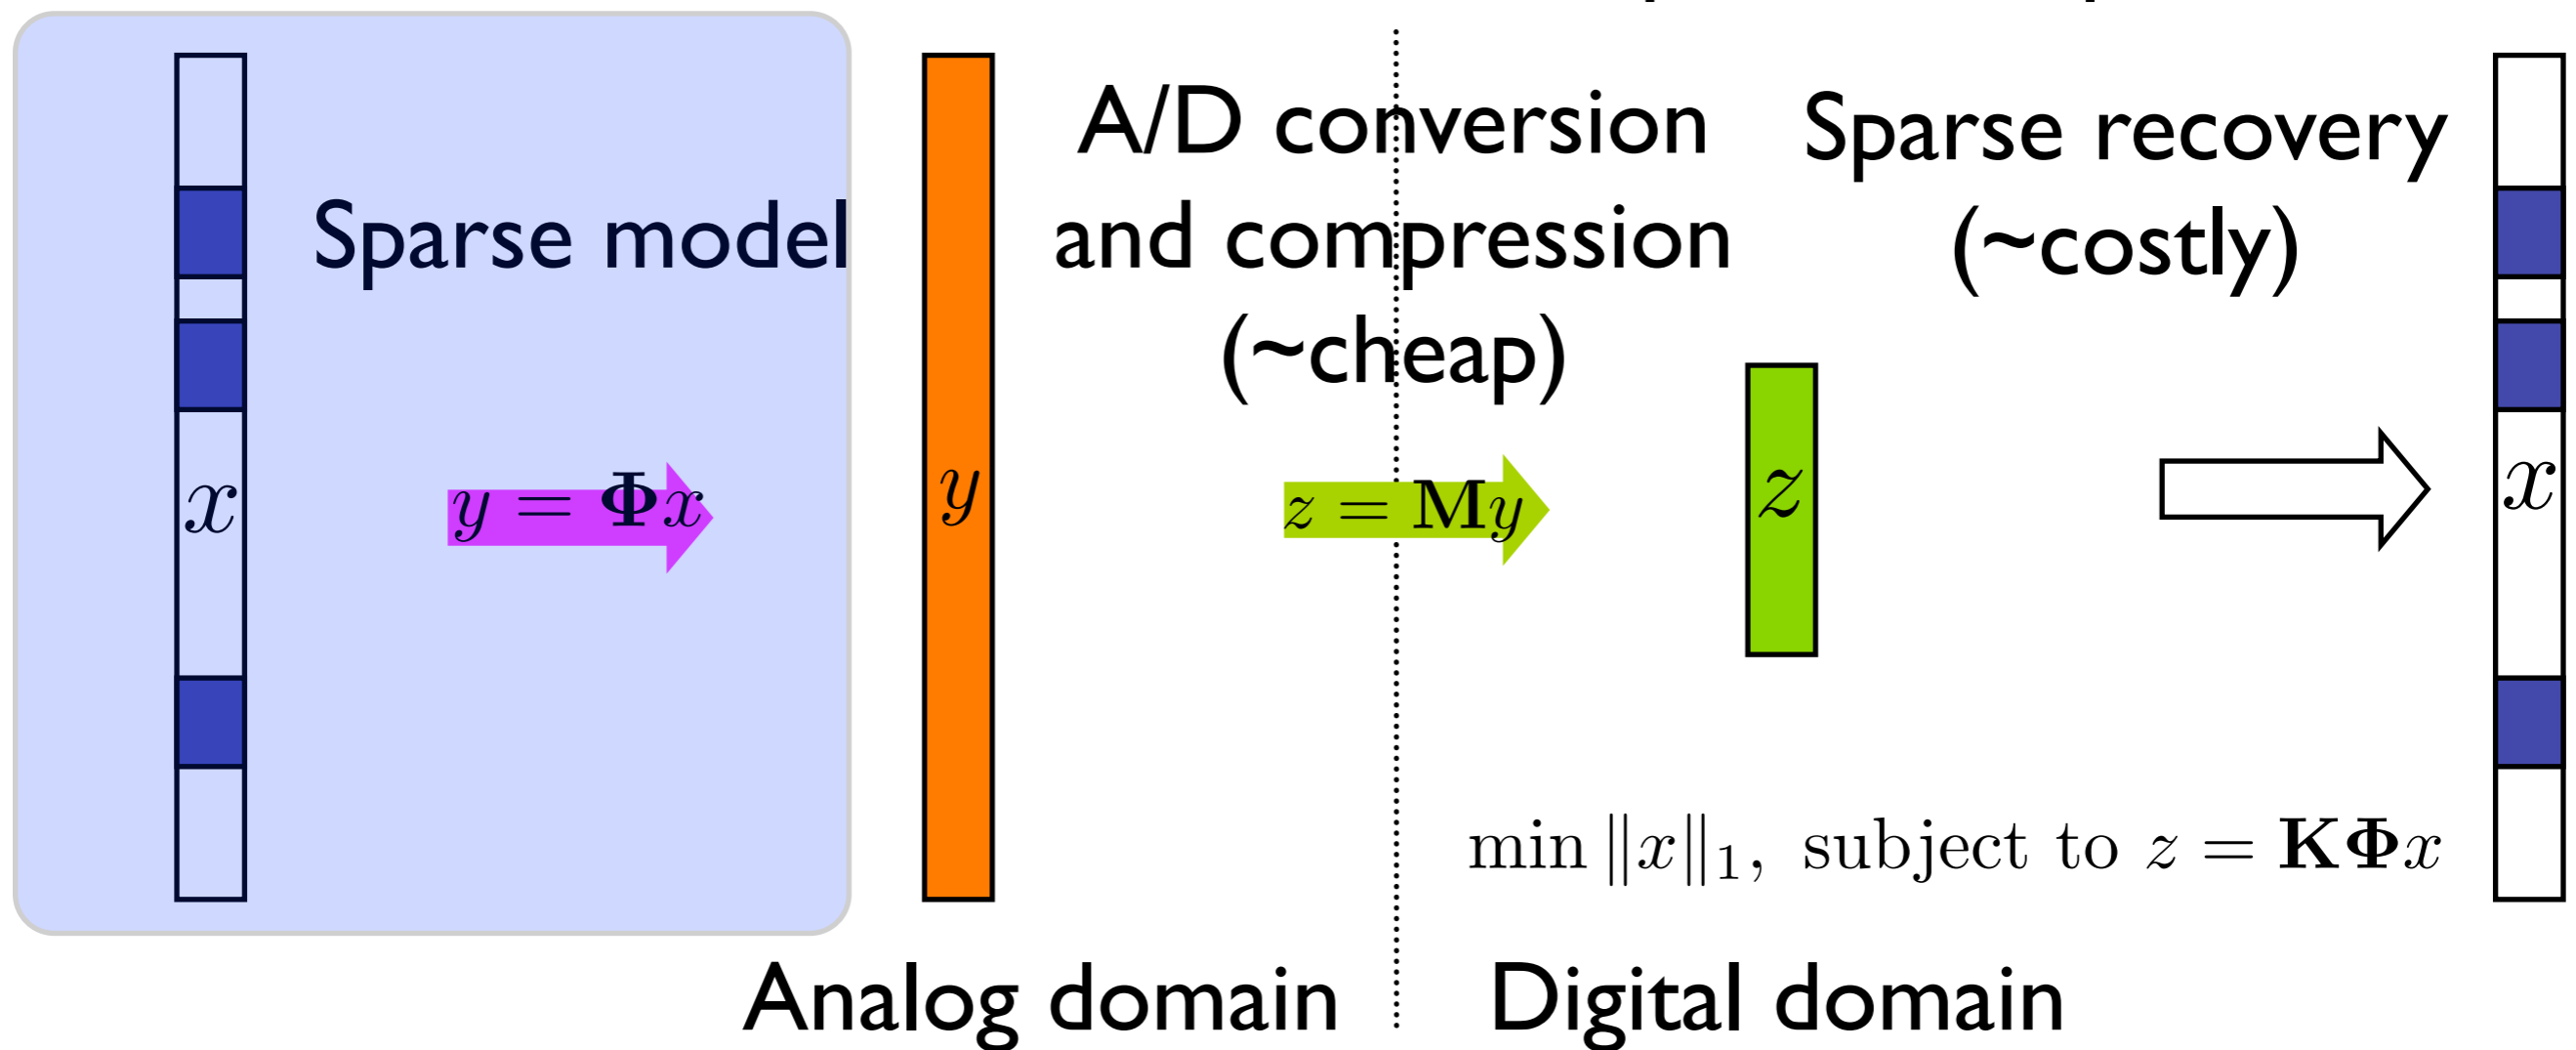 Sparse model
x
y = Φx
y
A/D conversion
and compression
(~cheap)
z = My
z
Sparse recovery
(~costly)
x
min ‖x‖₁, subject to z = KΦx
Analog domain
Digital domain